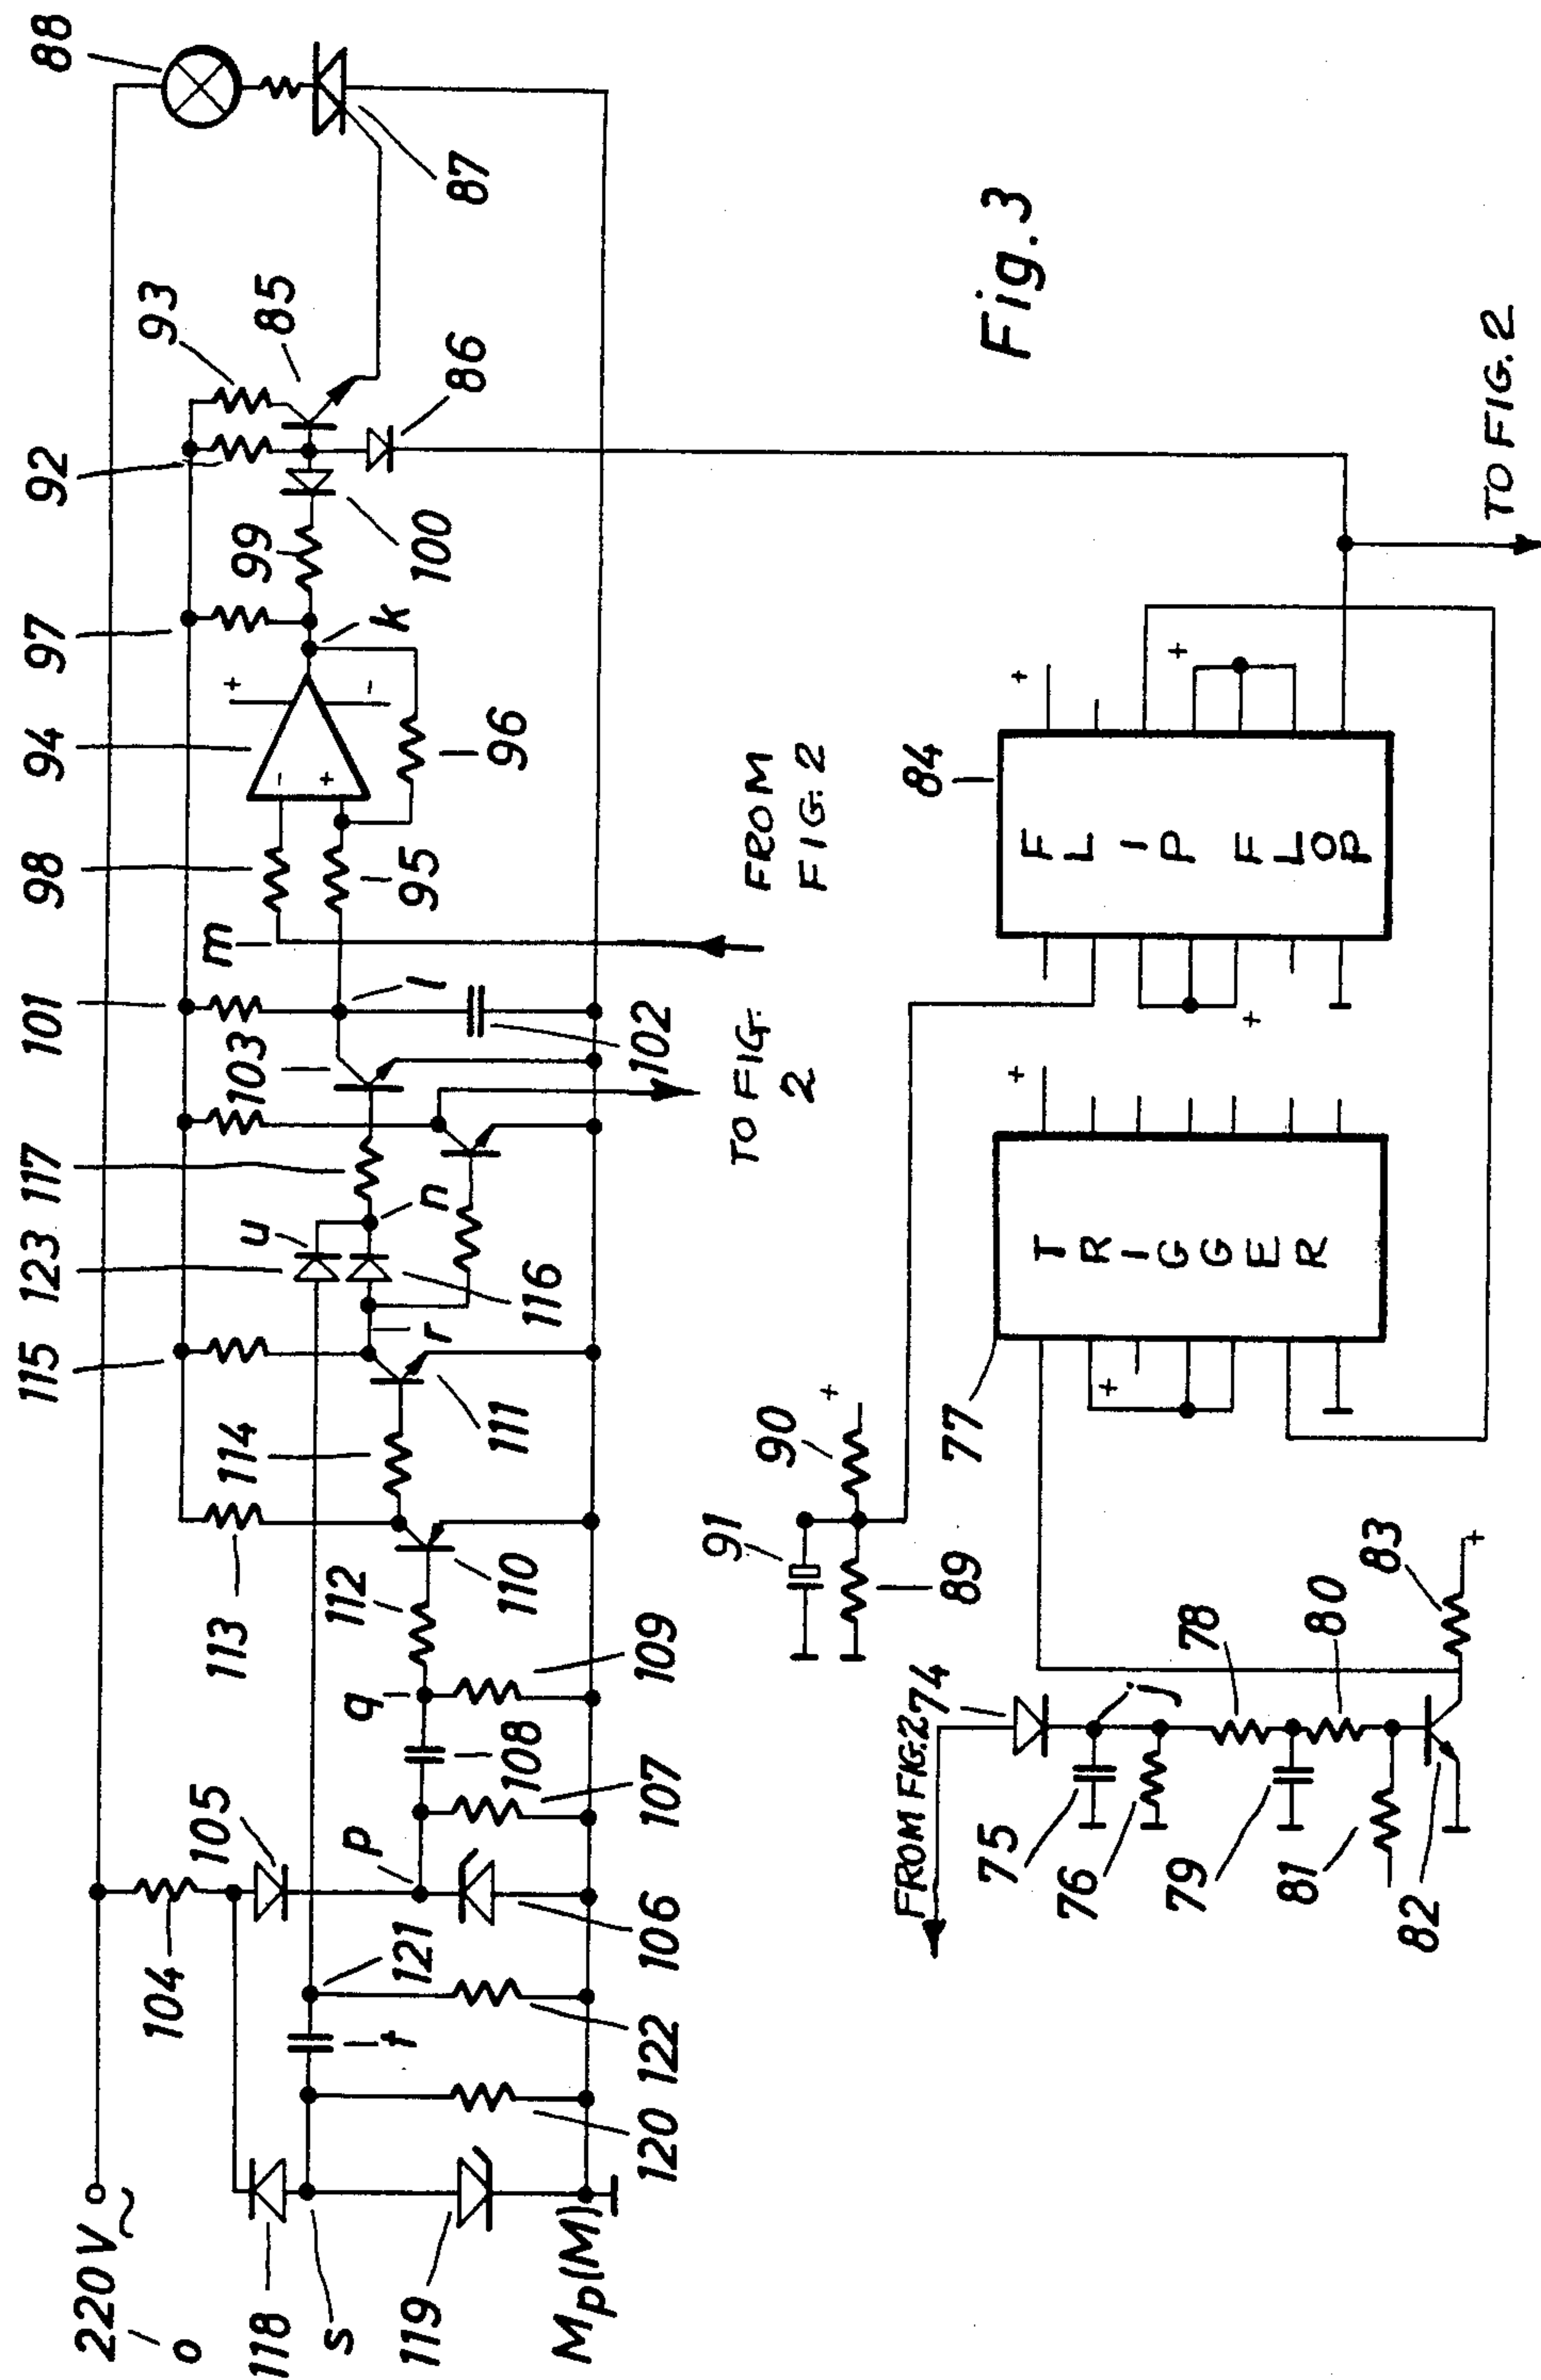 220V~
o
118
s
119
Mp(M)
104
105
p
121
t
120
122
106
107
108
q
109
112
110
113
114
111
115
r
123
u
116
n
117
103
101
l
102
TO FIG.
2
m
98
95
FROM
FIG. 2
94
-
+
+
-
96
97
k
99
100
92
93
85
86
87
88
Fig. 3
FROM FIG. 2
74
75
j
76
78
79
80
81
82
83
+
91
90
+
89
77
TRIGGER
+
+
84
FLIP FLOP
+
+
+
TO FIG. 2